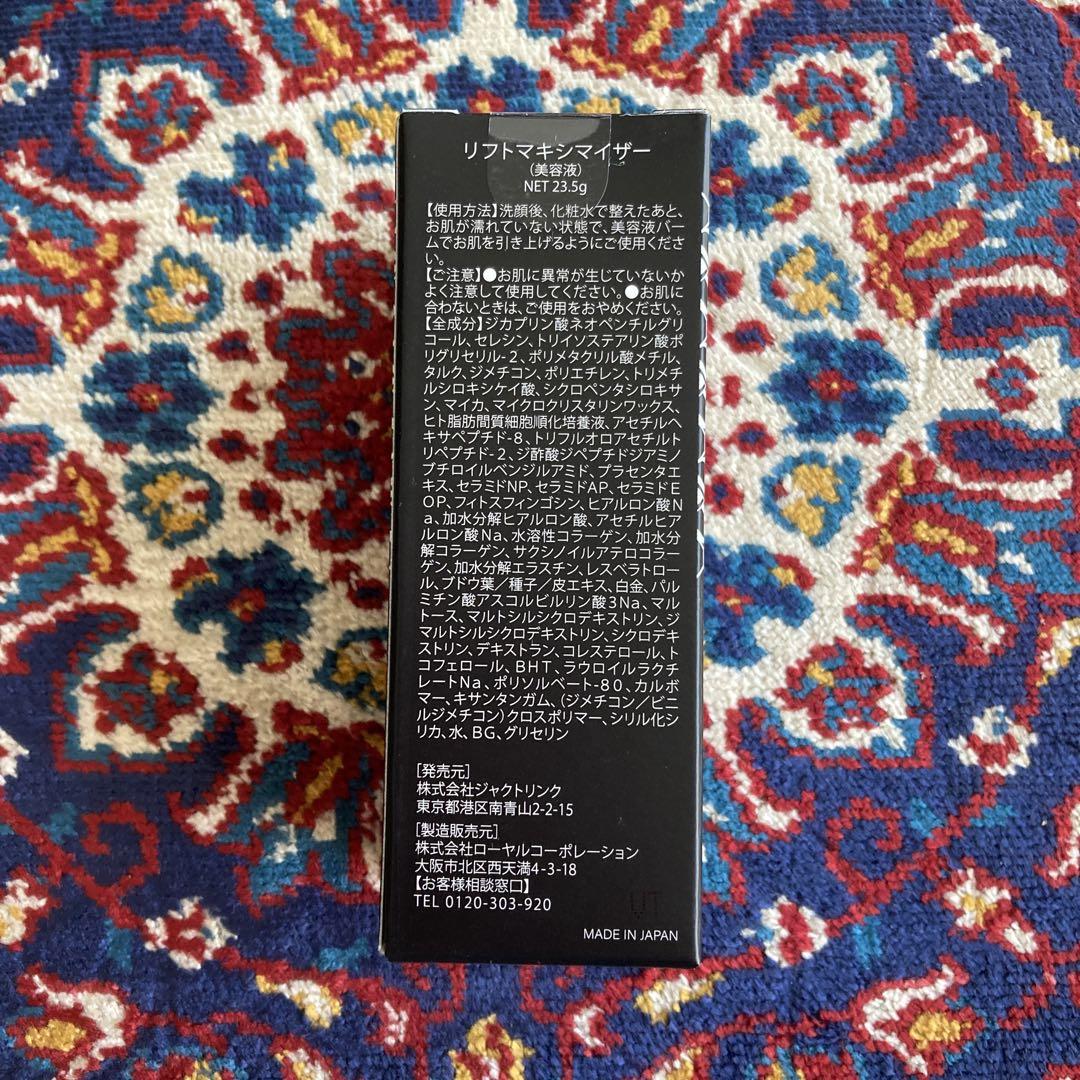 リフトマキシマイザー
(美容液)
NET 23.5g
【使用方法】洗顔後、化粧水で整えたあと、
お肌が濡れていない状態で、美容液バー
ムでお肌を引き上げるようにご使用くださ
い。
【ご注意】●お肌に異常が生じていないか
よく注意して使用してください。●お肌に
合わないときは、ご使用をおやめください。
【全成分】ジカプリン酸ネオペンチルグリ
コール、セレシン、トリイソステアリン酸ポ
リグリセリル-2、ポリメタクリル酸メチル、
タルク、ジメチコン、ポリエチレン、トリメチ
ルシロキシケイ酸、シクロペンタシロキサ
ン、マイカ、マイクロクリスタリンワックス、
ヒト脂肪間質細胞順化培養液、アセチルヘ
キサペプチド-8、トリフルオロアセチルト
リペプチド-2、ジ酢酸ジペプチドジアミノ
ブチロイルベンジルアミド、プラセンタエ
キス、セラミドNP、セラミドAP、セラミドE
OP、フィトスフィンゴシン、ヒアルロン酸N
a、加水分解ヒアルロン酸、アセチルヒア
ルロン酸Na、水溶性コラーゲン、加水分
解コラーゲン、サクシノイルアテロコラー
ゲン、加水分解エラスチン、レスベラトロー
ル、ブドウ葉/種子/皮エキス、白金、パル
ミチン酸アスコルビルリン酸3Na、マル
トース、マルトシルシクロデキストリン、ジ
マルトシルシクロデキストリン、シクロデキ
ストリン、デキストラン、コレステロール、ト
コフェロール、BHT、ラウロイルラクチ
レートNa、ポリソルベート-80、カルボ
マー、キサンタンガム、(ジメチコン/ビニ
ルジメチコン)クロスポリマー、シリル化シ
リカ、水、BG、グリセリン
[発売元]
株式会社ジャクトリンク
東京都港区南青山2-2-15
[製造販売元]
株式会社ローヤルコーポレーション
大阪市北区西天満4-3-18
【お客様相談窓口】
TEL 0120-303-920
MADE IN JAPAN